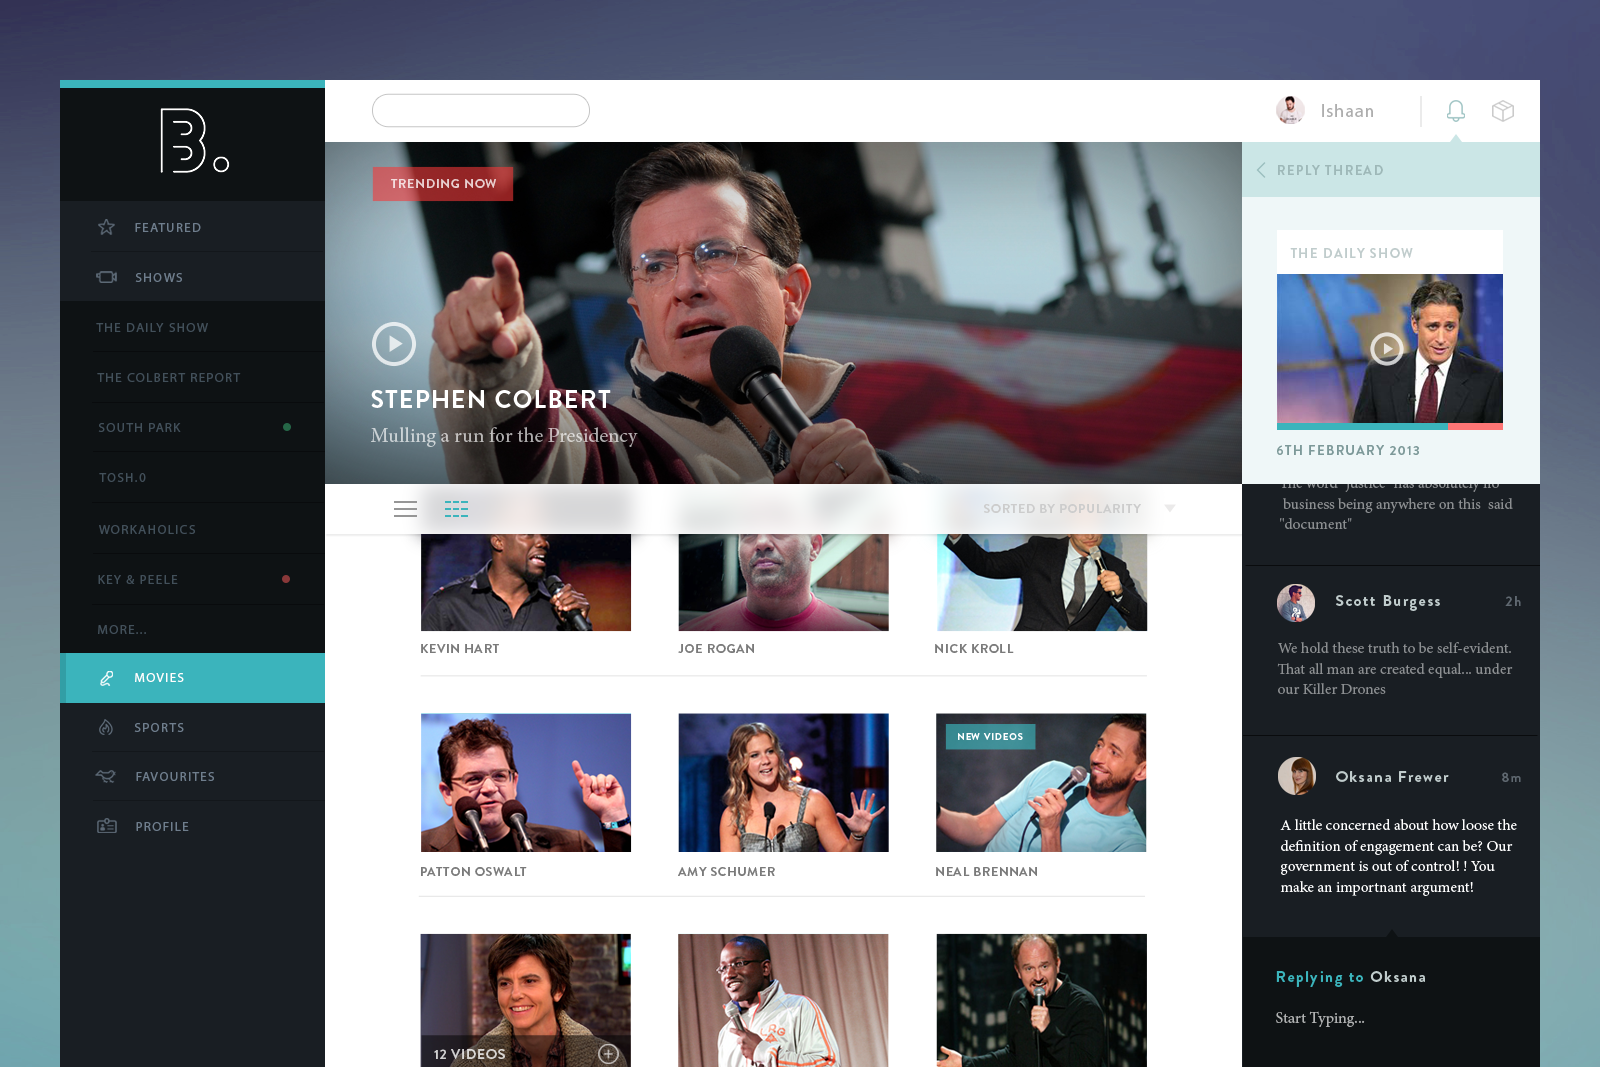 B.
FEATURED
SHOWS
THE DAILY SHOW
THE COLBERT REPORT
SOUTH PARK
TOSH.0
WORKAHOLICS
KEY & PEELE
MORE...
MOVIES
SPORTS
FAVOURITES
PROFILE
Ishaan
TRENDING NOW
STEPHEN COLBERT
Mulling a run for the Presidency
SORTED BY POPULARITY
KEVIN HART
JOE ROGAN
NICK KROLL
NEW VIDEOS
PATTON OSWALT
AMY SCHUMER
NEAL BRENNAN
12 VIDEOS
REPLY THREAD
THE DAILY SHOW
6TH FEBRUARY 2013
The word "justice" has absolutely no
business being anywhere on this said
"document"
Scott Burgess
2h
We hold these truth to be self-evident.
That all man are created equal... under
our Killer Drones
Oksana Frewer
8m
A little concerned about how loose the
definition of engagement can be? Our
government is out of control! ! You
make an importnant argument!
Replying to Oksana
Start Typing...